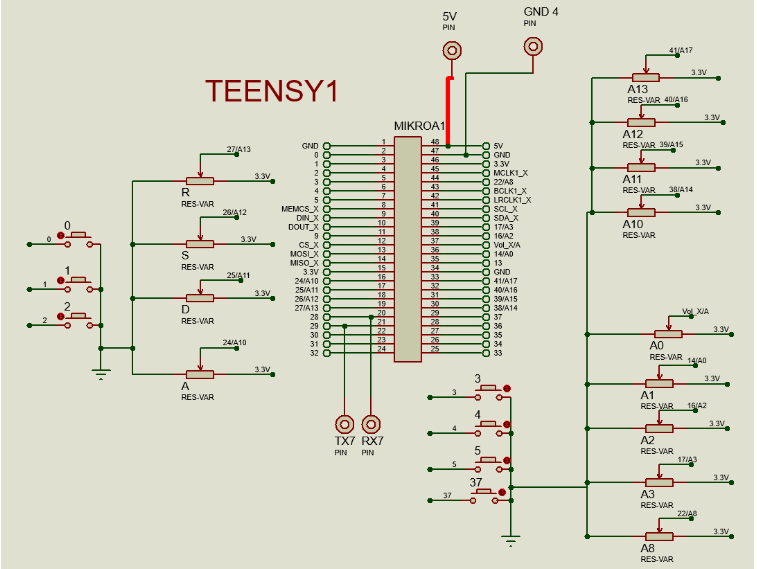 5V
PIN
GND 4
PIN
TEENSY1
MIKROA1
GND 1 48 5V
0 2 47 GND
1 3 46 3.3V
2 4 45 MCLK1_X
3 5 44 22/A8
4 6 43 BCLK1_X
5 7 42 LRCLK1_X
MEMCS_X 8 41 SCL_X
DIN_X 9 40 SDA_X
DOUT_X 10 39 17/A3
9 11 38 16/A2
CS_X 12 37 Vol_X/A
MOSI_X 13 36 14/A0
MISO_X 14 35 13
3.3V 15 34 GND
24/A10 16 33 41/A17
25/A11 17 32 40/A16
26/A12 18 31 39/A15
27/A13 19 30 38/A14
28 20 29 37
29 21 28 36
30 22 27 35
31 23 26 34
32 24 25 33
27/A13
3.3V
R
RES-VAR
26/A12
3.3V
S
RES-VAR
25/A11
3.3V
D
RES-VAR
24/A10
3.3V
A
RES-VAR
0
0
1
1
2
2
TX7
PIN
RX7
PIN
3
3
4
4
5
5
37
37
41/A17
3.3V
A13
RES-VAR
40/A16
3.3V
A12
RES-VAR
39/A15
3.3V
A11
RES-VAR
38/A14
3.3V
A10
RES-VAR
Vol_X/A
3.3V
A0
RES-VAR
14/A0
3.3V
A1
RES-VAR
16/A2
3.3V
A2
RES-VAR
17/A3
3.3V
A3
RES-VAR
22/A8
3.3V
A8
RES-VAR